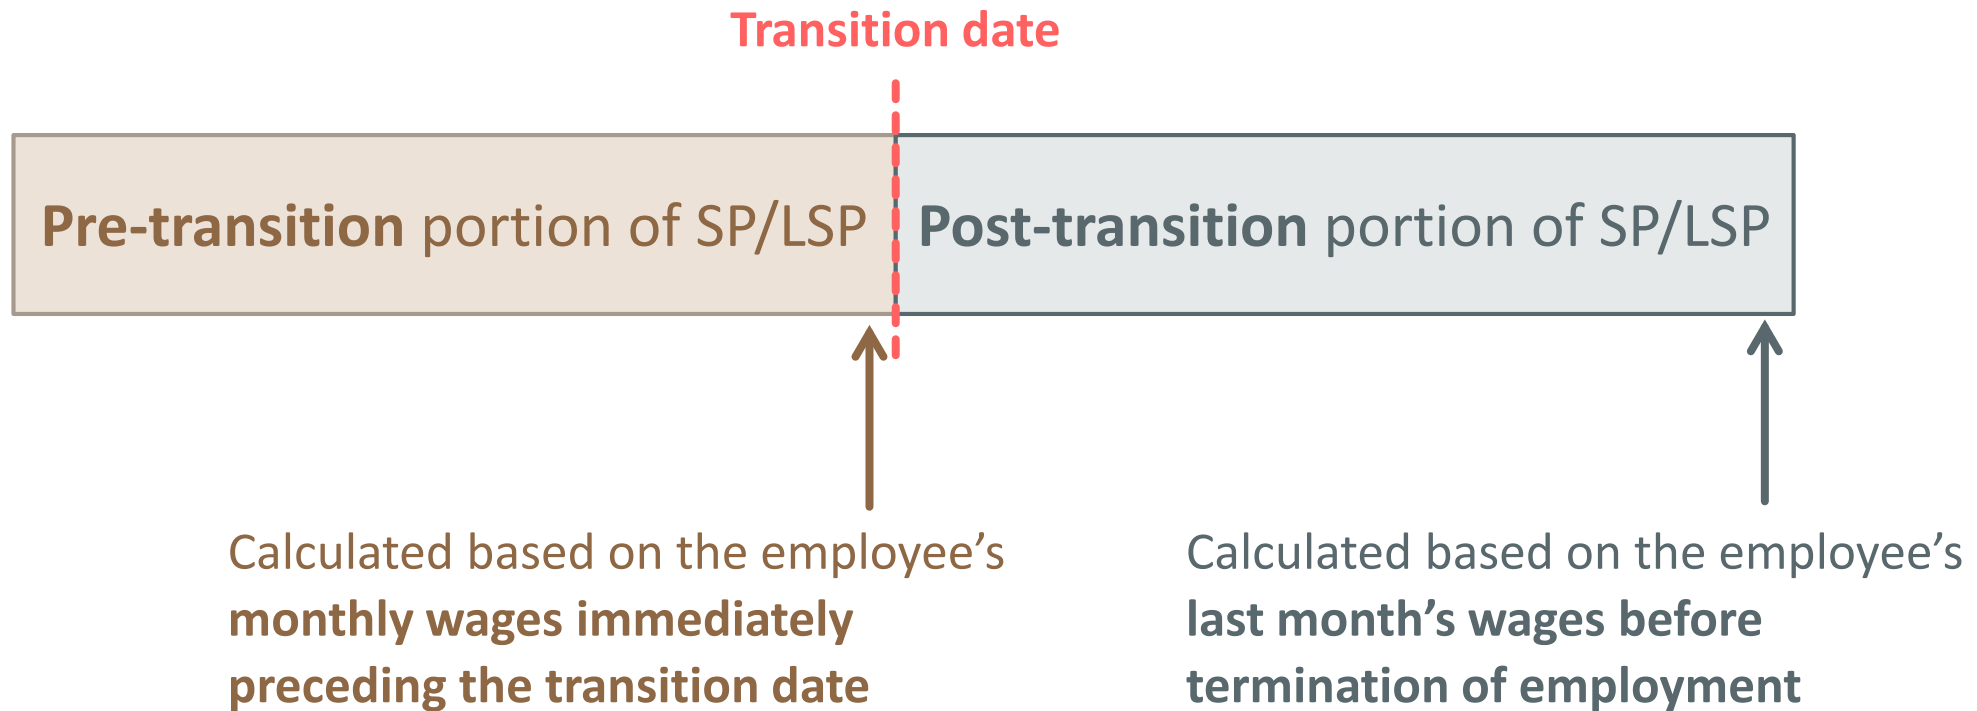 Transition date
Pre-transition portion of SP/LSP
Post-transition portion of SP/LSP
Calculated based on the employee’s
monthly wages immediately
preceding the transition date
Calculated based on the employee’s
last month’s wages before
termination of employment